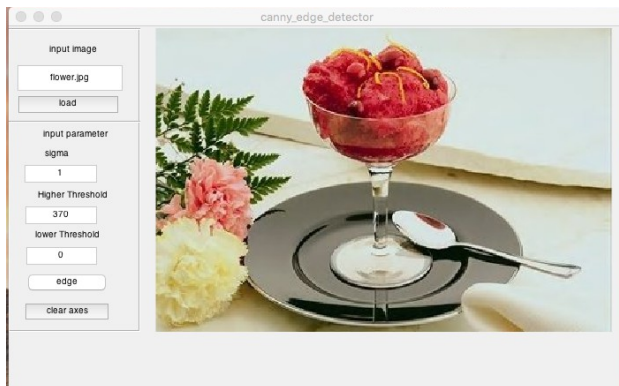 canny_edge_detector
input image
flower.jpg
load
input parameter
sigma
1
Higher Threshold
370
lower Threshold
0
edge
clear axes